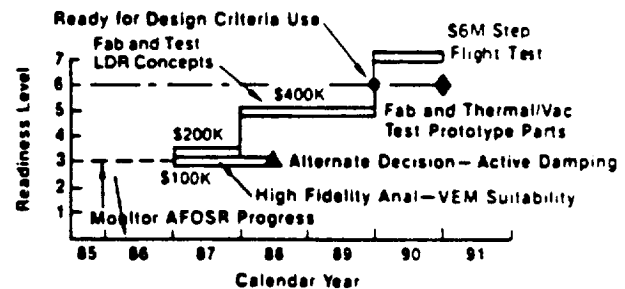 Ready for Design Criteria Use
$6M Step
Flight Test
Fab and Test
LDR Concepts
7
6
5
4
3
2
1
Readiness Level
$400K
Fab and Thermal/Vac
Test Prototype Parts
$200K
Alternate Decision—Active Damping
$100K
High Fidelity Anal—VEM Suitability
Monitor AFOSR Progress
85 86 87 88 89 90 91
Calendar Year